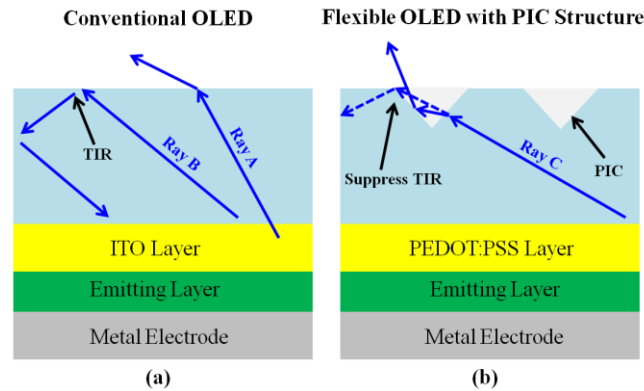 Conventional OLED
TIR
Ray B
Ray A
ITO Layer
Emitting Layer
Metal Electrode
(a)
Flexible OLED with PIC Structure
Suppress TIR
Ray C
PIC
PEDOT:PSS Layer
Emitting Layer
Metal Electrode
(b)